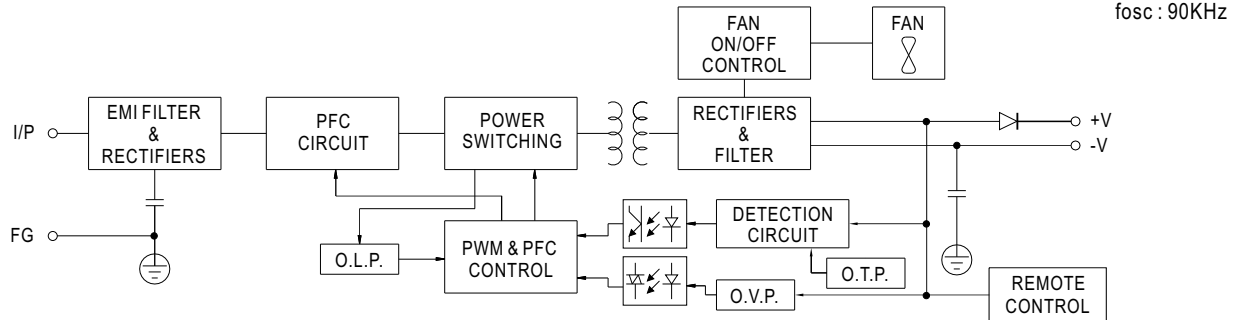 fosc : 90KHz
FAN
ON/OFF
CONTROL
FAN
I/P
EMI FILTER
&
RECTIFIERS
PFC
CIRCUIT
POWER
SWITCHING
RECTIFIERS
&
FILTER
+V
-V
FG
O.L.P.
PWM & PFC
CONTROL
DETECTION
CIRCUIT
O.T.P.
O.V.P.
REMOTE
CONTROL